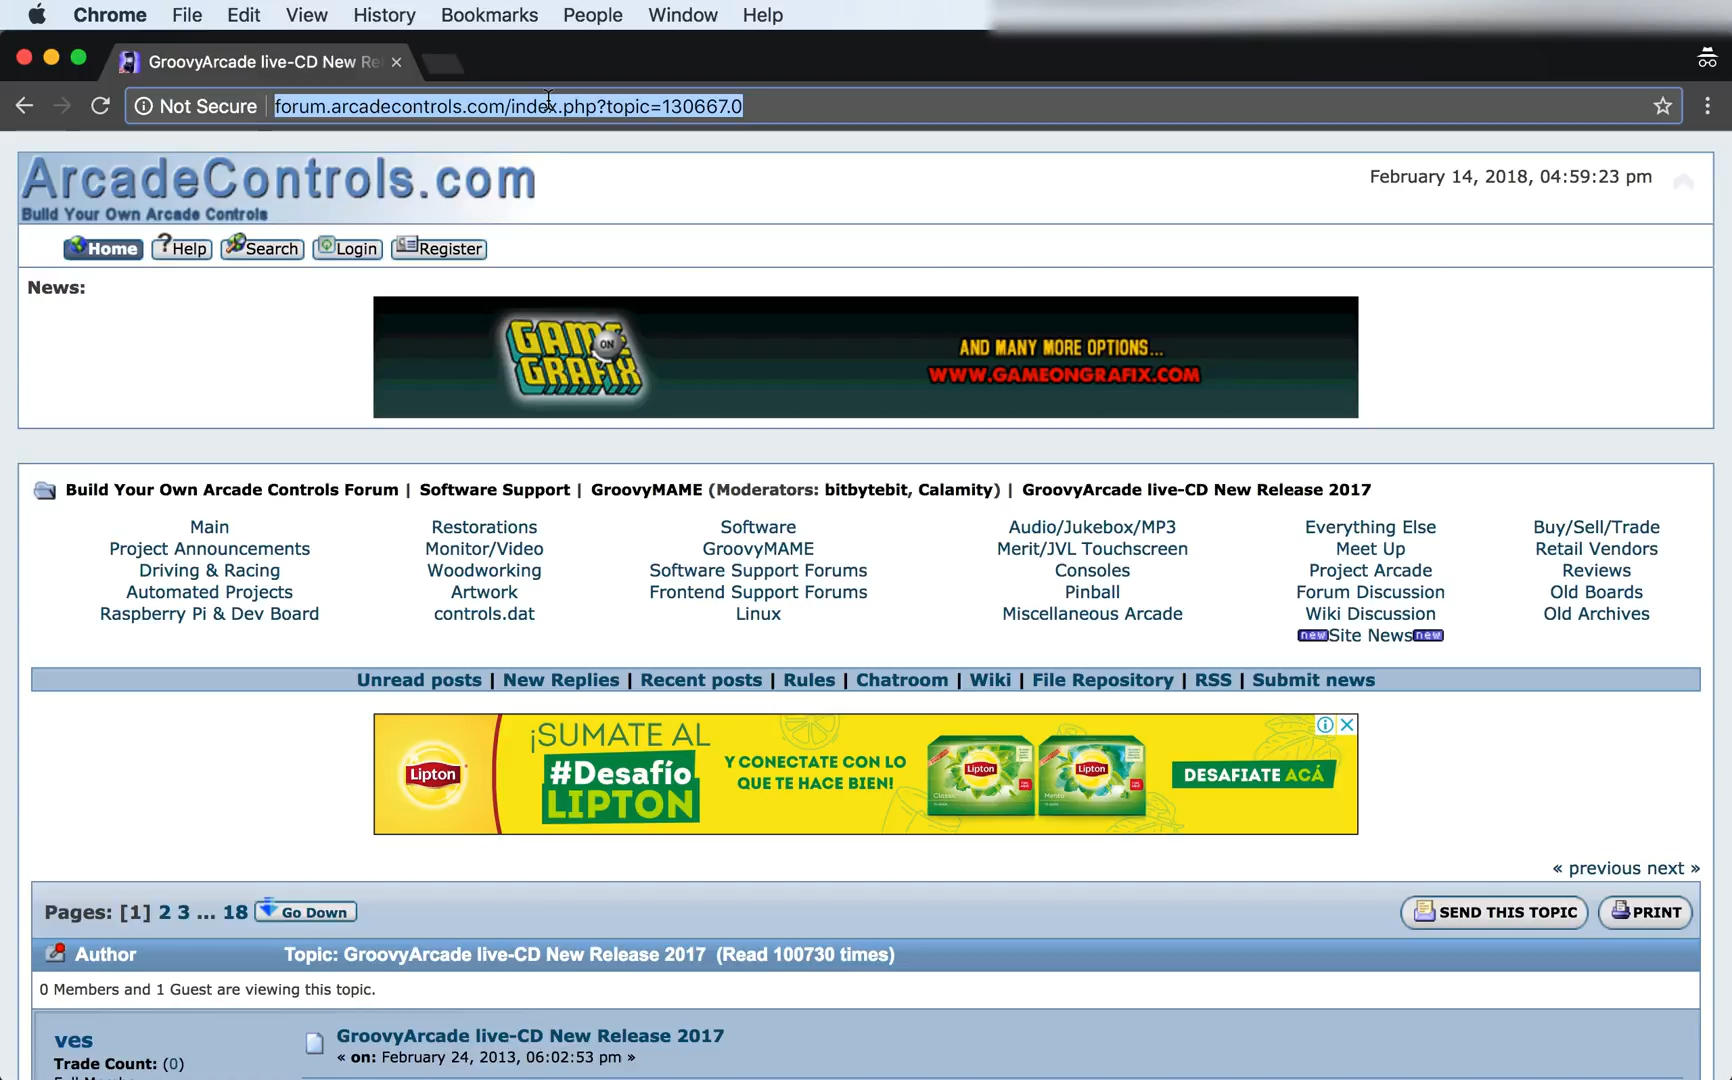 Chrome File Edit View History Bookmarks People Window Help
GroovyArcade live-CD New Re
Not Secure forum.arcadecontrols.com/index.php?topic=130667.0
ArcadeControls.com
Build Your Own Arcade Controls
February 14, 2018, 04:59:23 pm
Home Help Search Login Register
News:
GAME ON GRAFIX
AND MANY MORE OPTIONS...
WWW.GAMEONGRAFIX.COM
Build Your Own Arcade Controls Forum | Software Support | GroovyMAME (Moderators: bitbytebit, Calamity) | GroovyArcade live-CD New Release 2017
Main Restorations Software Audio/Jukebox/MP3 Everything Else Buy/Sell/Trade
Project Announcements Monitor/Video GroovyMAME Merit/JVL Touchscreen Meet Up Retail Vendors
Driving & Racing Woodworking Software Support Forums Consoles Project Arcade Reviews
Automated Projects Artwork Frontend Support Forums Pinball Forum Discussion Old Boards
Raspberry Pi & Dev Board controls.dat Linux Miscellaneous Arcade Wiki Discussion Old Archives
new Site News new
Unread posts | New Replies | Recent posts | Rules | Chatroom | Wiki | File Repository | RSS | Submit news
Lipton
¡SUMATE AL
#Desafío
LIPTON
Y CONECTATE CON LO
QUE TE HACE BIEN!
Lipton Lipton
DESAFIATE ACÁ
« previous next »
Pages: [1] 2 3 ... 18 Go Down SEND THIS TOPIC PRINT
Author Topic: GroovyArcade live-CD New Release 2017 (Read 100730 times)
0 Members and 1 Guest are viewing this topic.
ves GroovyArcade live-CD New Release 2017
Trade Count: (0) « on: February 24, 2013, 06:02:53 pm »